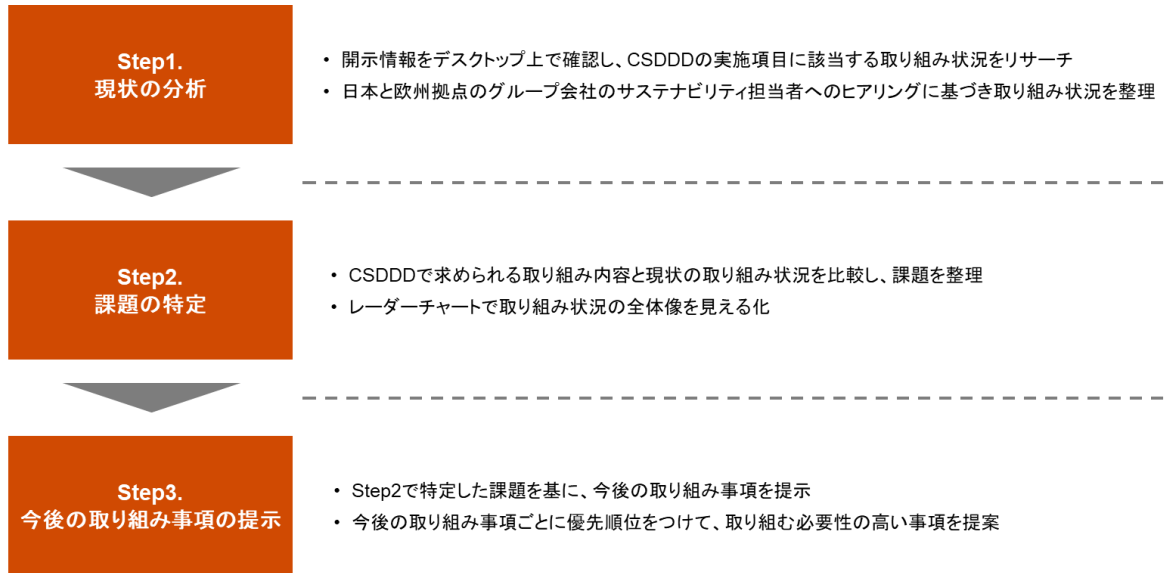 Step1.
現状の分析
• 開示情報をデスクトップ上で確認し、CSDDDの実施項目に該当する取り組み状況をリサーチ
• 日本と欧州拠点のグループ会社のサステナビリティ担当者へのヒアリングに基づき取り組み状況を整理
Step2.
課題の特定
• CSDDDで求められる取り組み内容と現状の取り組み状況を比較し、課題を整理
• レーダーチャートで取り組み状況の全体像を見える化
Step3.
今後の取り組み事項の提示
• Step2で特定した課題を基に、今後の取り組み事項を提示
• 今後の取り組み事項ごとに優先順位をつけて、取り組む必要性の高い事項を提案